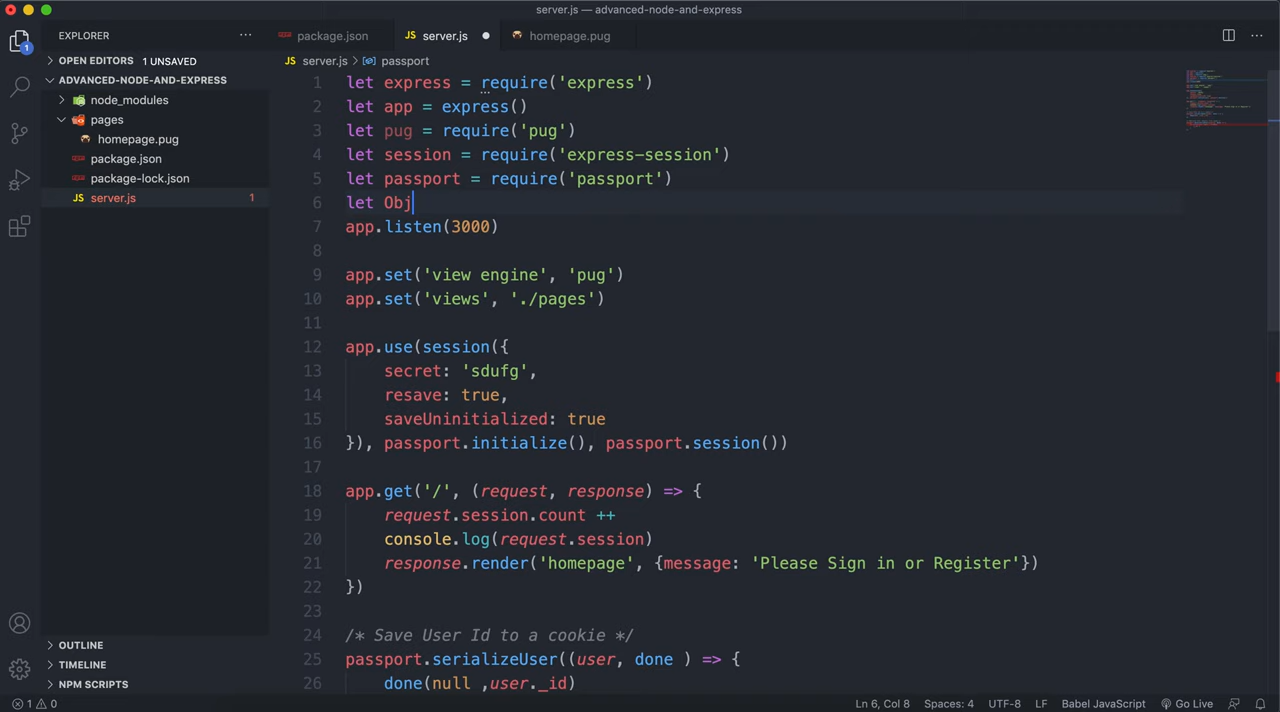 server.js — advanced-node-and-express
EXPLORER
package.json
server.js
homepage.pug
OPEN EDITORS 1 UNSAVED
server.js > passport
ADVANCED-NODE-AND-EXPRESS
node_modules
pages
homepage.pug
package.json
package-lock.json
server.js 1
1
1 let express = require('express')
2 let app = express()
3 let pug = require('pug')
4 let session = require('express-session')
5 let passport = require('passport')
6 let Obj
7 app.listen(3000)
8
9 app.set('view engine', 'pug')
10 app.set('views', './pages')
11
12 app.use(session({
13 secret: 'sdufg',
14 resave: true,
15 saveUninitialized: true
16 }), passport.initialize(), passport.session())
17
18 app.get('/', (request, response) => {
19 request.session.count ++
20 console.log(request.session)
21 response.render('homepage', {message: 'Please Sign in or Register'})
22 })
23
24 /* Save User Id to a cookie */
25 passport.serializeUser((user, done ) => {
26 done(null ,user._id)
OUTLINE
TIMELINE
NPM SCRIPTS
1 0
Ln 6, Col 8
Spaces: 4
UTF-8
LF
Babel JavaScript
Go Live